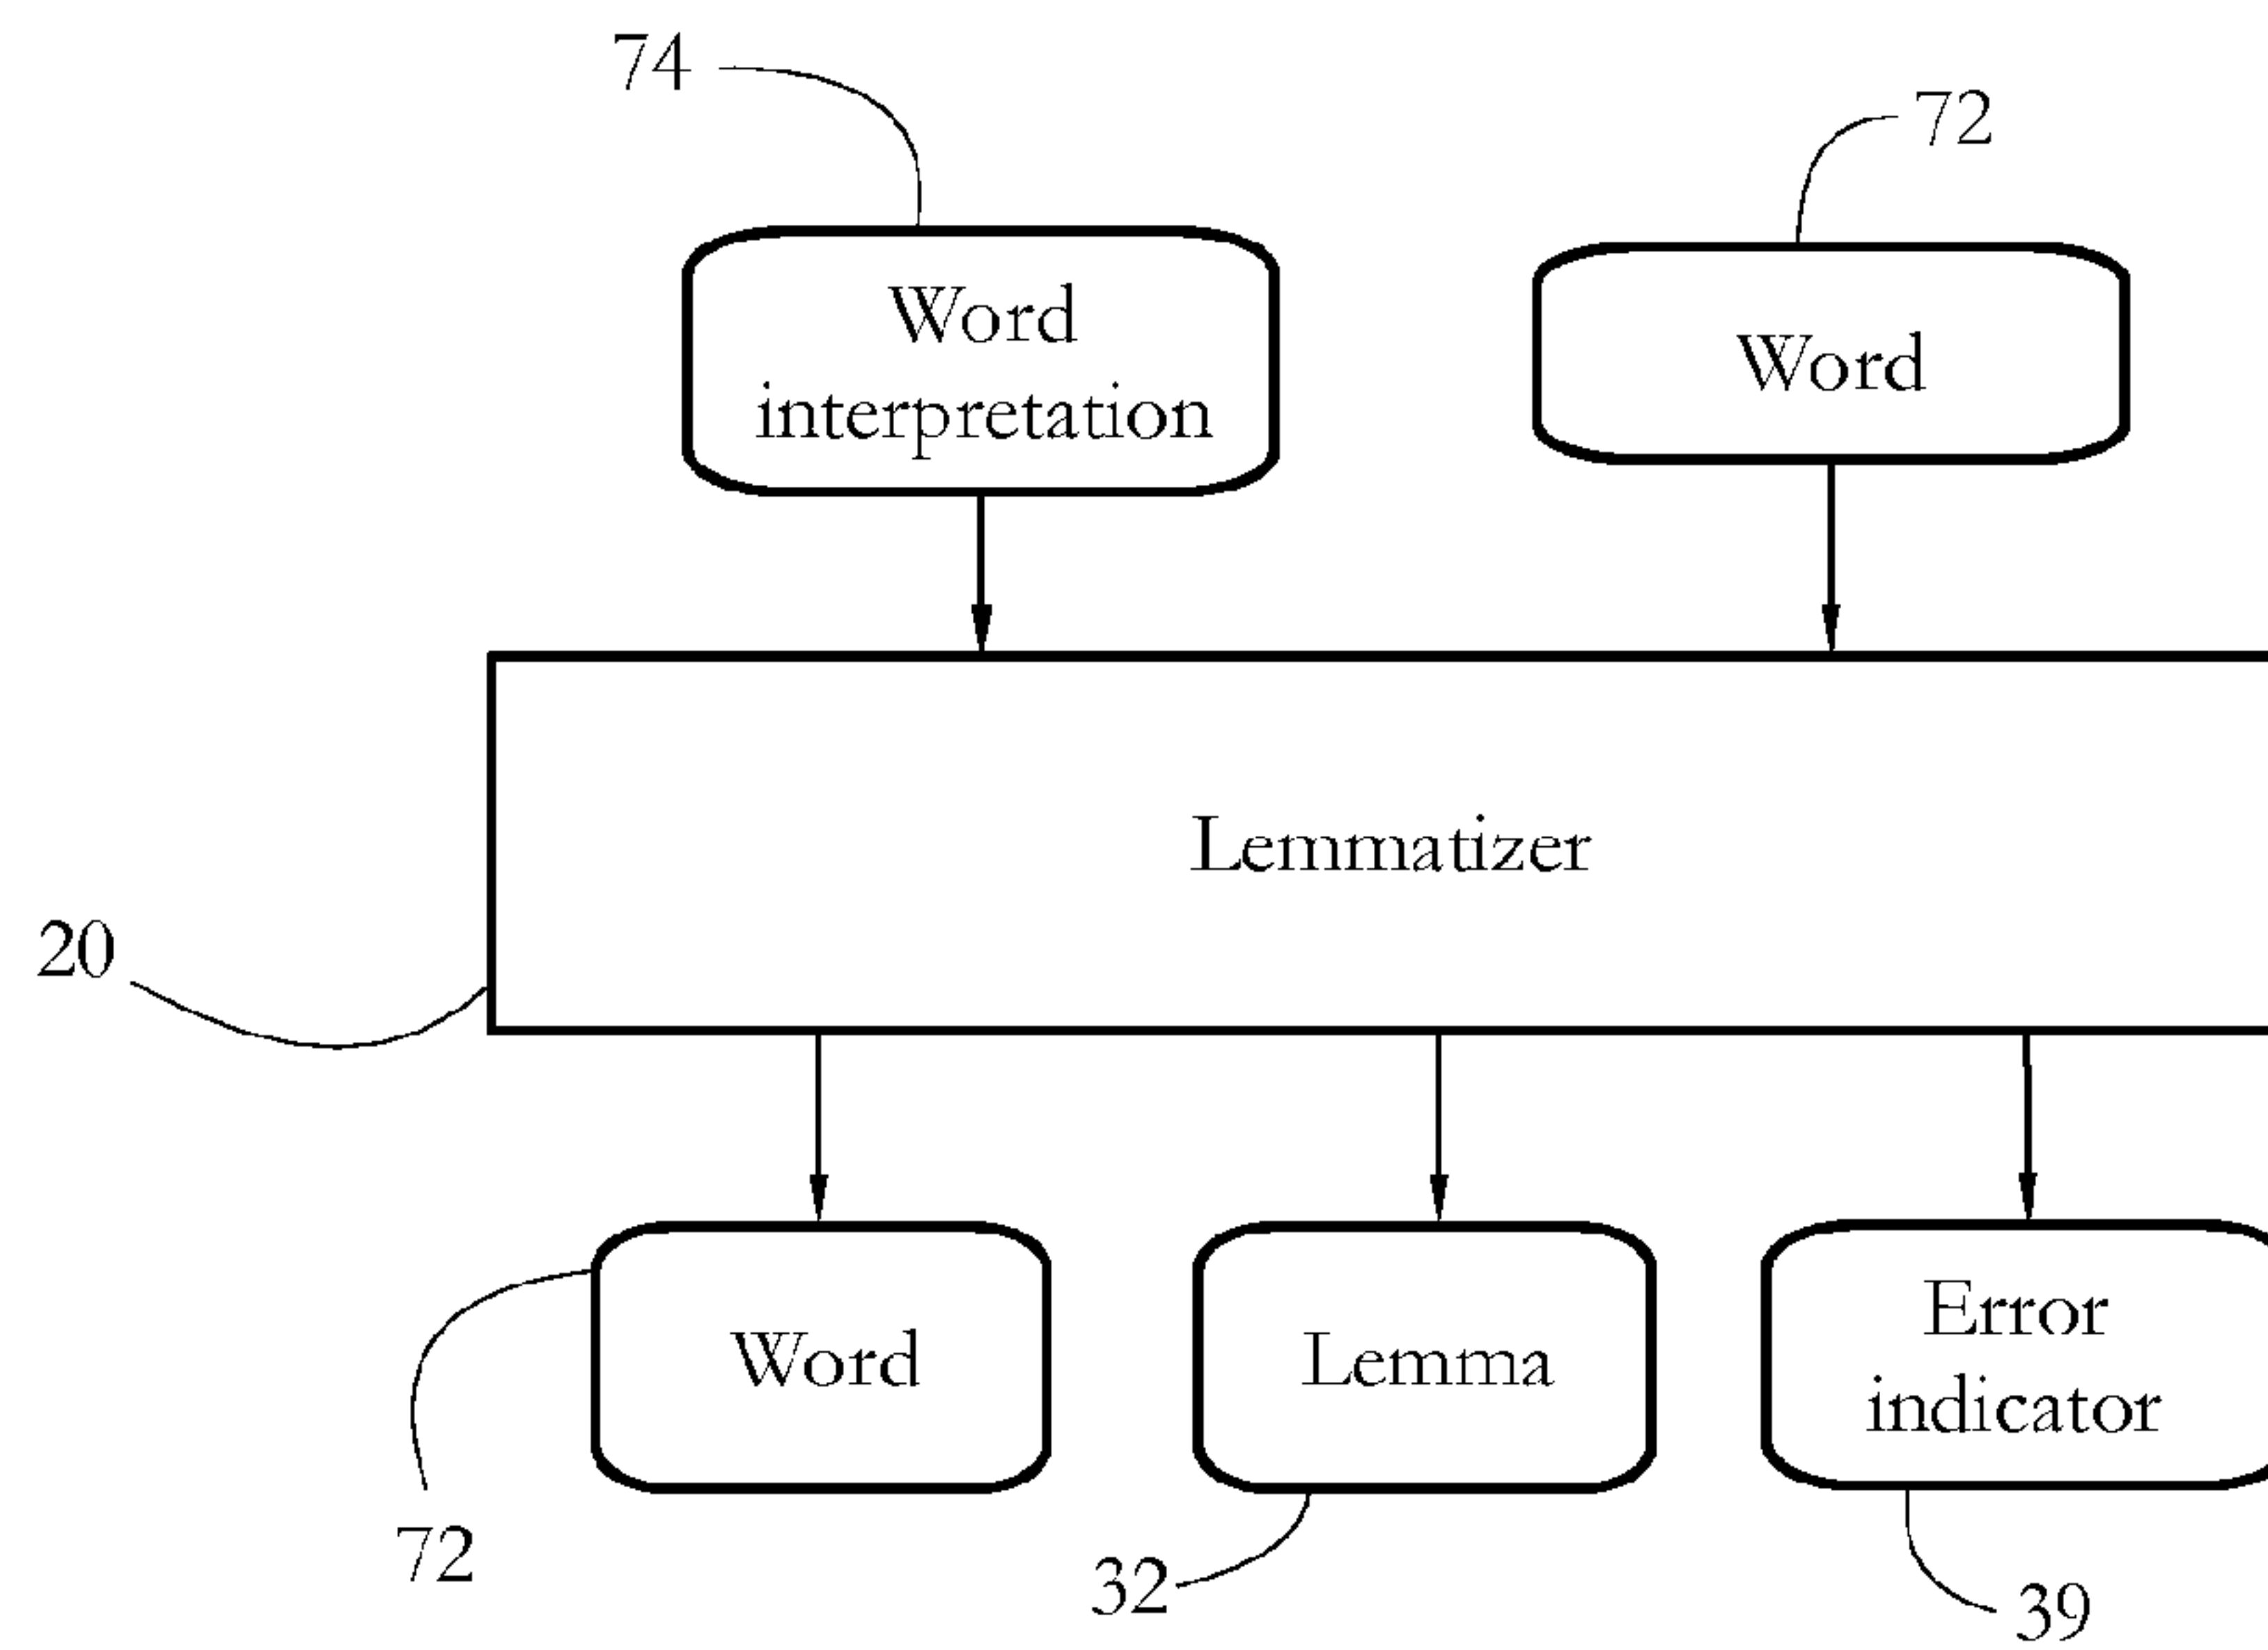 74
72
Word
interpretation
Word
Lemmatizer
20
Word
Lemma
Error
indicator
72
32
39